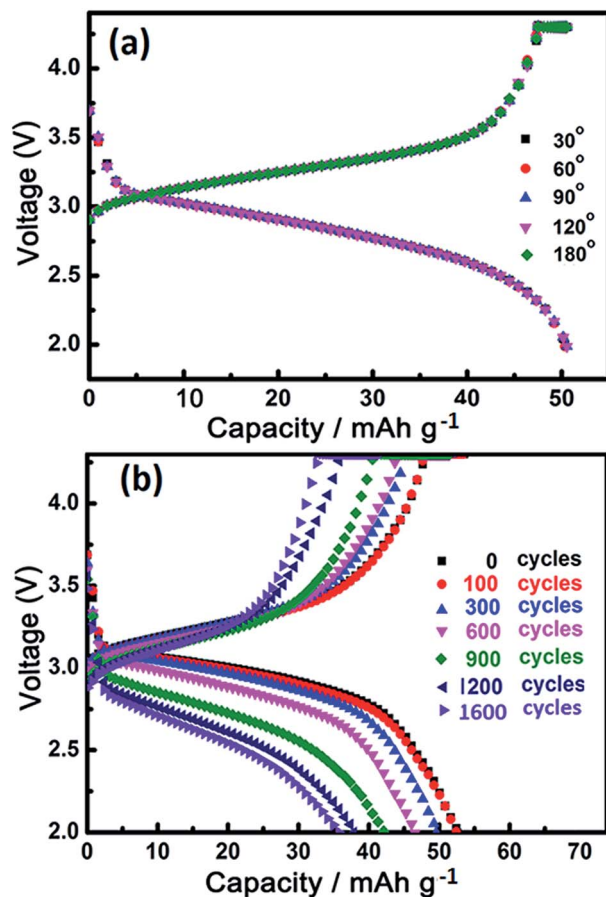 (a)
4.0
3.5
3.0
2.5
2.0
Voltage (V)
30°
60°
90°
120°
180°
0 10 20 30 40 50
Capacity / mAh g-1
(b)
4.0
3.5
3.0
2.5
2.0
Voltage (V)
0 cycles
100 cycles
300 cycles
600 cycles
900 cycles
1200 cycles
1600 cycles
0 10 20 30 40 50 60 70
Capacity / mAh g-1